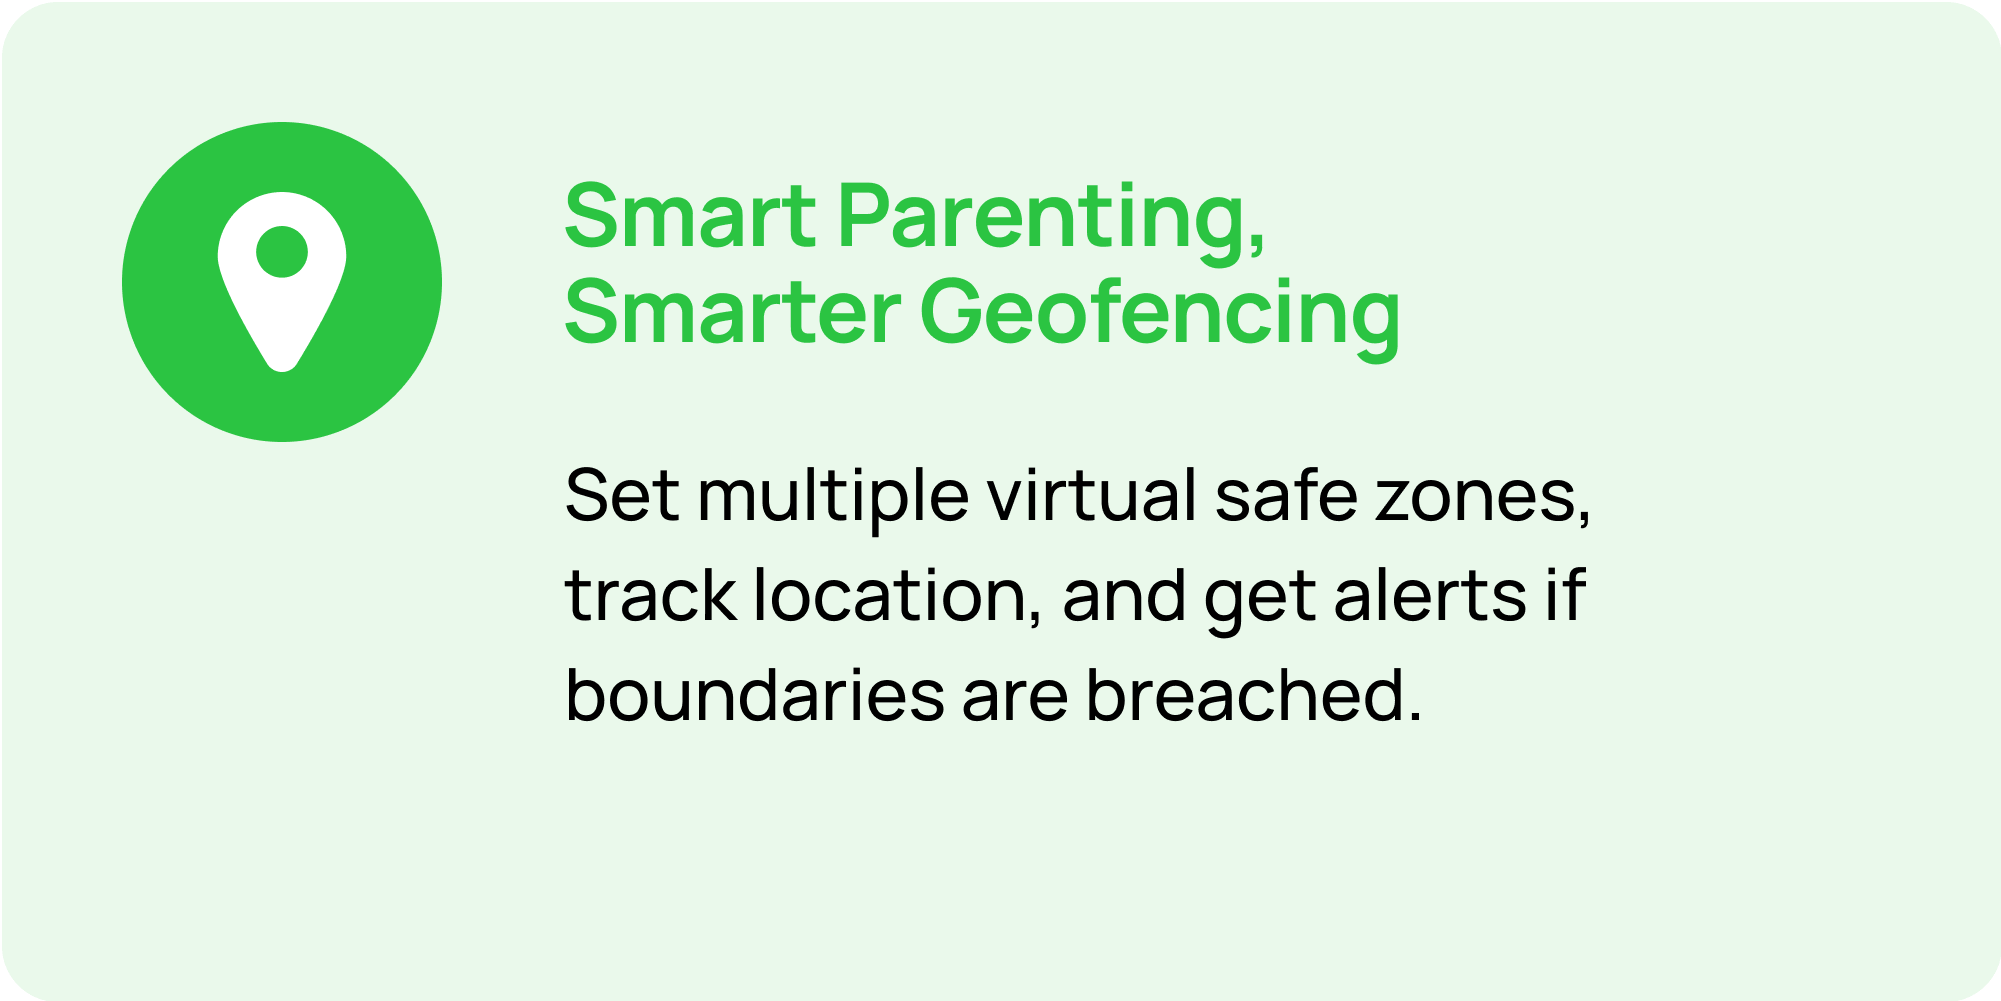 Smart Parenting,
Smarter Geofencing
Set multiple virtual safe zones,
track location, and get alerts if
boundaries are breached.